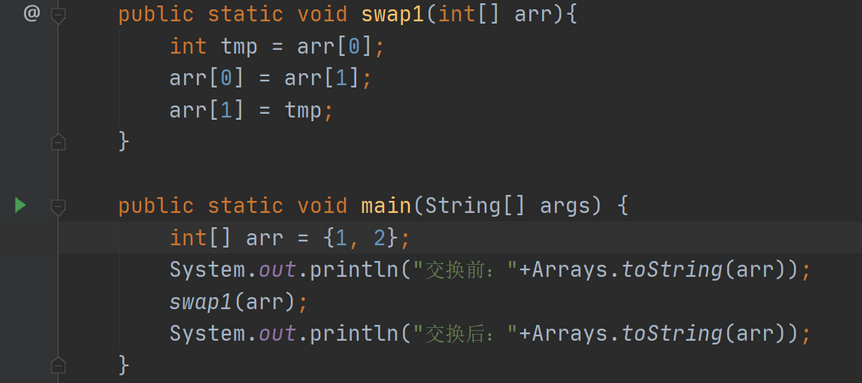 @ public static void swap1(int[] arr){
int tmp = arr[0];
arr[0] = arr[1];
arr[1] = tmp;
}
public static void main(String[] args) {
int[] arr = {1, 2};
System.out.println("交换前："+Arrays.toString(arr));
swap1(arr);
System.out.println("交换后："+Arrays.toString(arr));
}